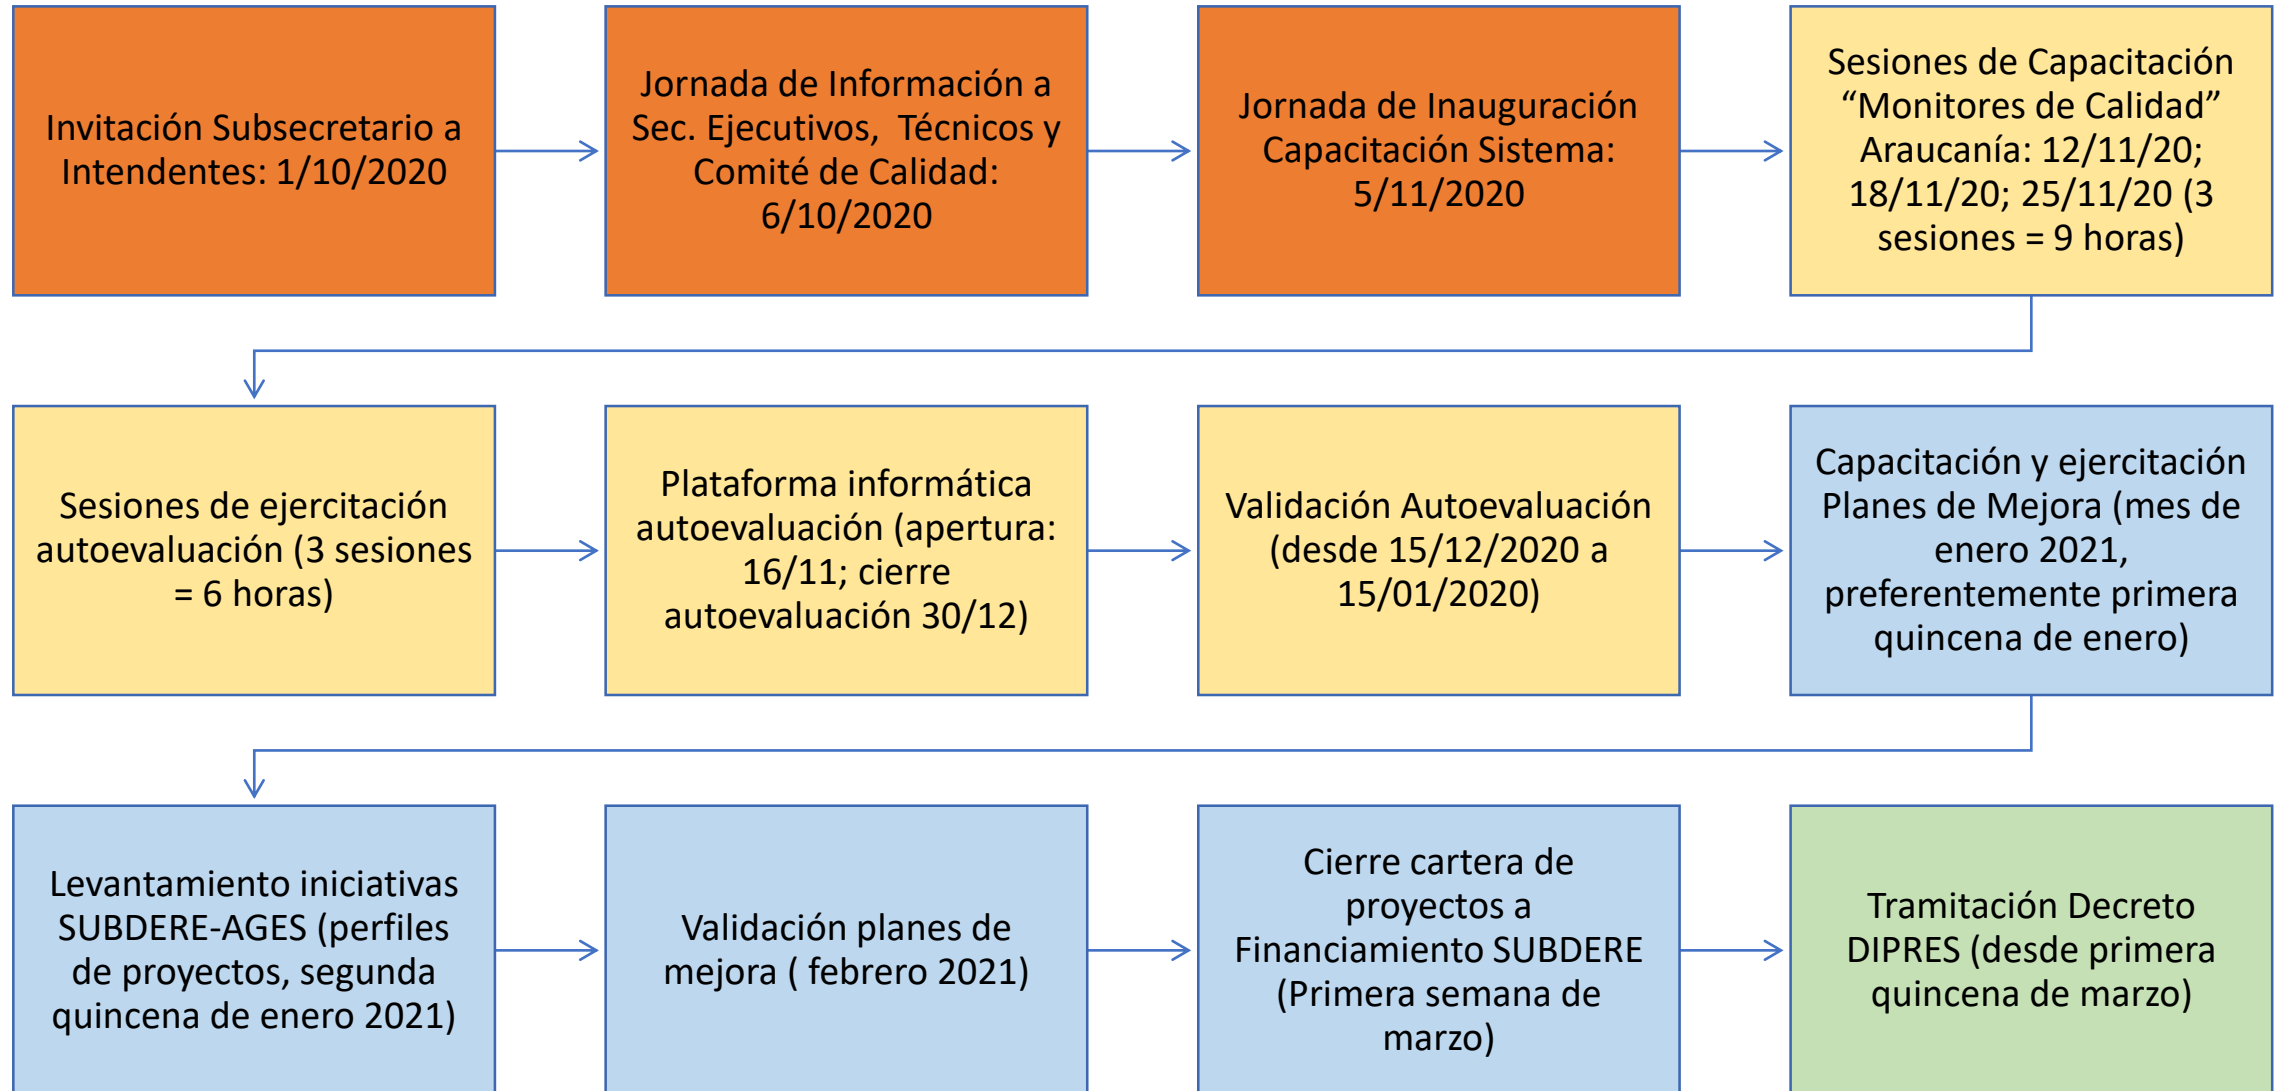 Invitación Subsecretario a
Intendentes: 1/10/2020
Jornada de Información a
Sec. Ejecutivos, Técnicos y
Comité de Calidad:
6/10/2020
Jornada de Inauguración
Capacitación Sistema:
5/11/2020
Sesiones de Capacitación
“Monitores de Calidad”
Araucanía: 12/11/20;
18/11/20; 25/11/20 (3
sesiones = 9 horas)
Sesiones de ejercitación
autoevaluación (3 sesiones
= 6 horas)
Plataforma informática
autoevaluación (apertura:
16/11; cierre
autoevaluación 30/12)
Validación Autoevaluación
(desde 15/12/2020 a
15/01/2020)
Capacitación y ejercitación
Planes de Mejora (mes de
enero 2021,
preferentemente primera
quincena de enero)
Levantamiento iniciativas
SUBDERE-AGES (perfiles
de proyectos, segunda
quincena de enero 2021)
Validación planes de
mejora ( febrero 2021)
Cierre cartera de
proyectos a
Financiamiento SUBDERE
(Primera semana de
marzo)
Tramitación Decreto
DIPRES (desde primera
quincena de marzo)